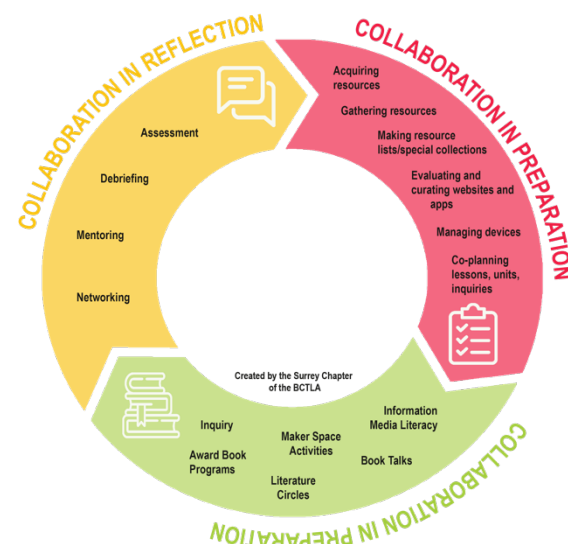 COLLABORATION IN REFLECTION
COLLABORATION IN PREPARATION
Acquiring
resources
Gathering resources
Making resource
lists/special collections
Evaluating and
curating websites and
apps
Managing devices
Co-planning
lessons, units,
inquiries
Assessment
Debriefing
Mentoring
Networking
Created by the Surrey Chapter
of the BCTLA
Information
Media Literacy
Inquiry
Maker Space
Activities
Award Book
Programs
Book Talks
Literature
Circles
COLLABORATION IN PREPARATION